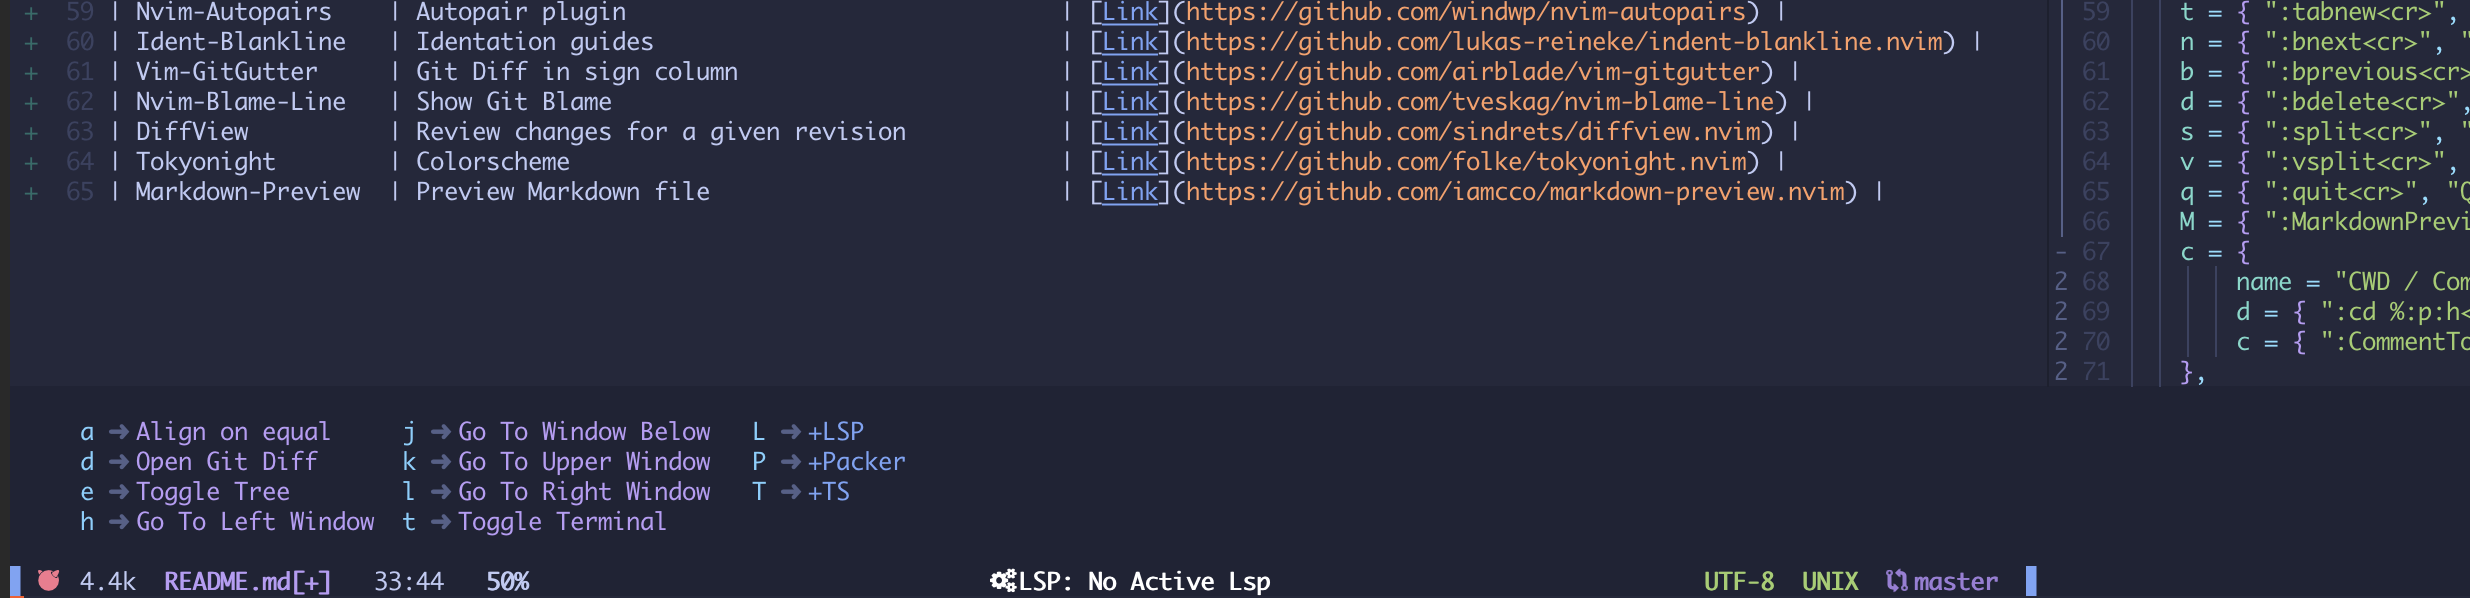 + 59 | Nvim-Autopairs | Autopair plugin | [Link](https://github.com/windwp/nvim-autopairs) |
+ 60 | Ident-Blankline | Identation guides | [Link](https://github.com/lukas-reineke/indent-blankline.nvim) |
+ 61 | Vim-GitGutter | Git Diff in sign column | [Link](https://github.com/airblade/vim-gitgutter) |
+ 62 | Nvim-Blame-Line | Show Git Blame | [Link](https://github.com/tveskag/nvim-blame-line) |
+ 63 | DiffView | Review changes for a given revision | [Link](https://github.com/sindrets/diffview.nvim) |
+ 64 | Tokyonight | Colorscheme | [Link](https://github.com/folke/tokyonight.nvim) |
+ 65 | Markdown-Preview | Preview Markdown file | [Link](https://github.com/iamcco/markdown-preview.nvim) |
59 t = { ":tabnew<cr>",
60 n = { ":bnext<cr>", "
61 b = { ":bprevious<cr>
62 d = { ":bdelete<cr>",
63 s = { ":split<cr>", "
64 v = { ":vsplit<cr>",
65 q = { ":quit<cr>", "Q
66 M = { ":MarkdownPrevi
- 67 c = {
2 68 name = "CWD / Com
2 69 d = { ":cd %:p:h<
2 70 c = { ":CommentTo
2 71 },
a ➜ Align on equal j ➜ Go To Window Below L ➜ +LSP
d ➜ Open Git Diff k ➜ Go To Upper Window P ➜ +Packer
e ➜ Toggle Tree l ➜ Go To Right Window T ➜ +TS
h ➜ Go To Left Window t ➜ Toggle Terminal
4.4k README.md[+] 33:44 50% LSP: No Active Lsp UTF-8 UNIX master